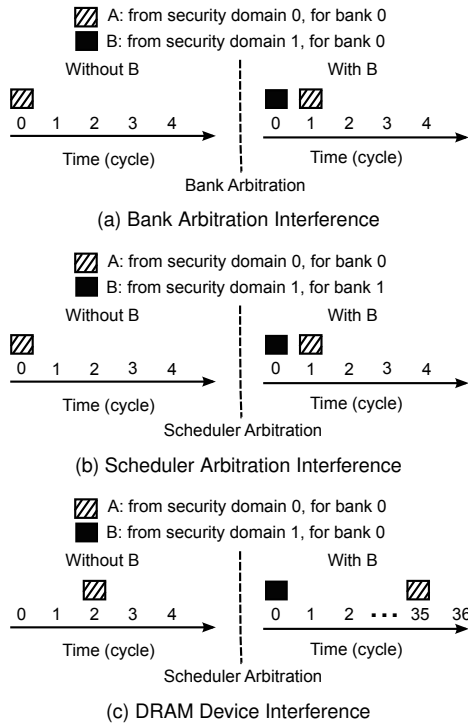 A: from security domain 0, for bank 0
B: from security domain 1, for bank 0
Without B
With B
0 1 2 3 4
0 1 2 3 4
Time (cycle)
Time (cycle)
Bank Arbitration
(a) Bank Arbitration Interference
A: from security domain 0, for bank 0
B: from security domain 1, for bank 1
Without B
With B
0 1 2 3 4
0 1 2 3 4
Time (cycle)
Time (cycle)
Scheduler Arbitration
(b) Scheduler Arbitration Interference
A: from security domain 0, for bank 0
B: from security domain 1, for bank 0
Without B
With B
0 1 2 3 4
0 1 2 ... 35 36
Time (cycle)
Time (cycle)
Scheduler Arbitration
(c) DRAM Device Interference